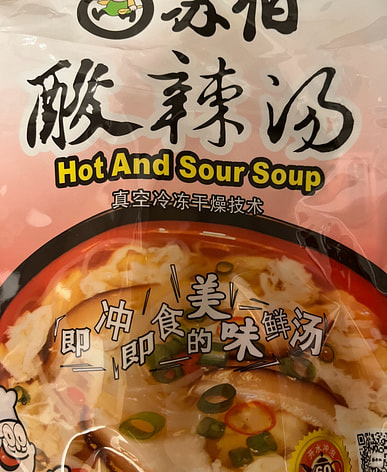 苏伯
酸辣汤
Hot And Sour Soup
真空冷冻干燥技术
即冲即食的美味鲜汤